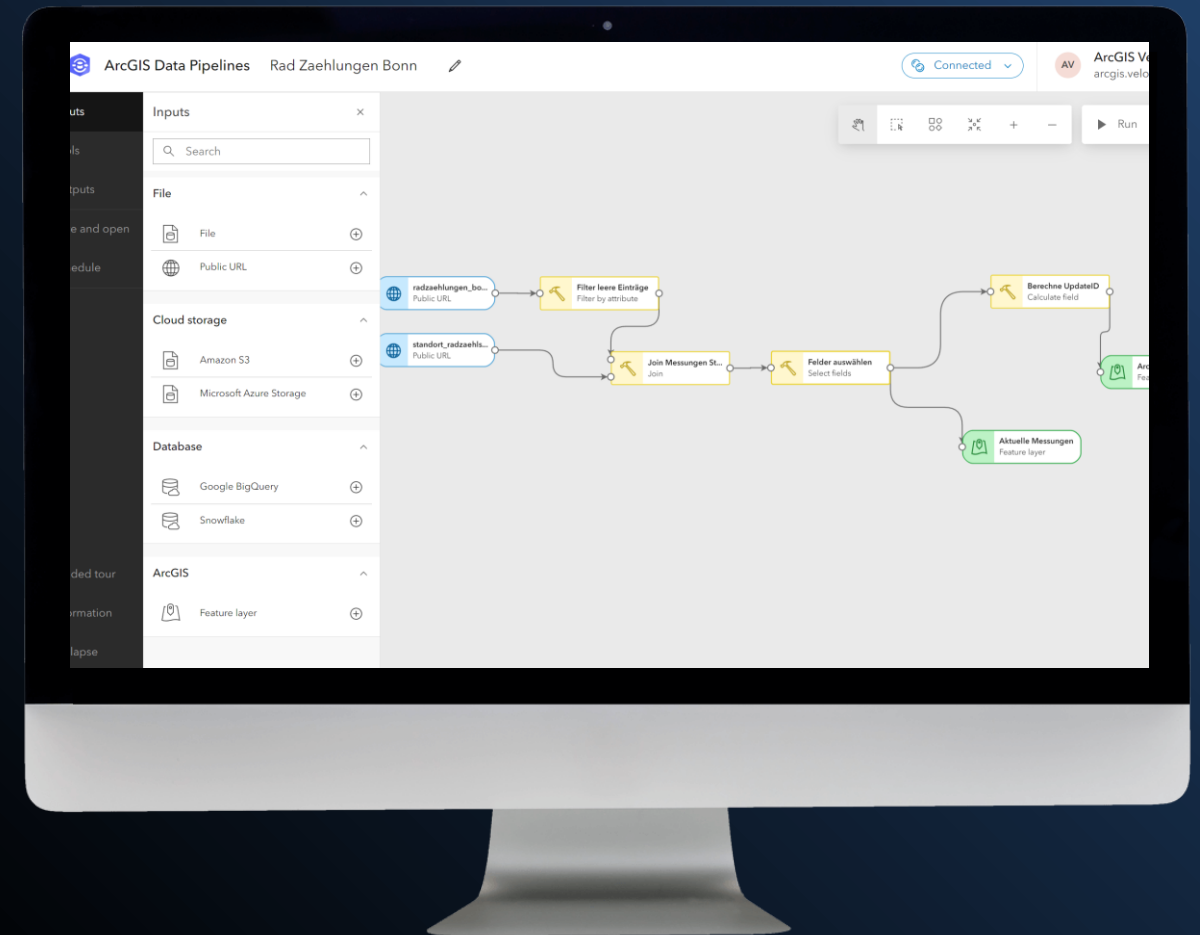 ArcGIS Data Pipelines Rad Zaehlungen Bonn
Connected
AV
ArcGIS Ve
arcgis.velo
uts
ls
tputs
e and open
edule
ded tour
ormation
lapse
Inputs
Search
File
File
Public URL
Cloud storage
Amazon S3
Microsoft Azure Storage
Database
Google BigQuery
Snowflake
ArcGIS
Feature layer
Run
radzaehlungen_bo...
Public URL
standort_radzaehls...
Public URL
Filter leere Einträge
Filter by attribute
Join Messungen St...
Join
Felder auswählen
Select fields
Berechne UpdateID
Calculate field
Arc
Fea
Aktuelle Messungen
Feature layer